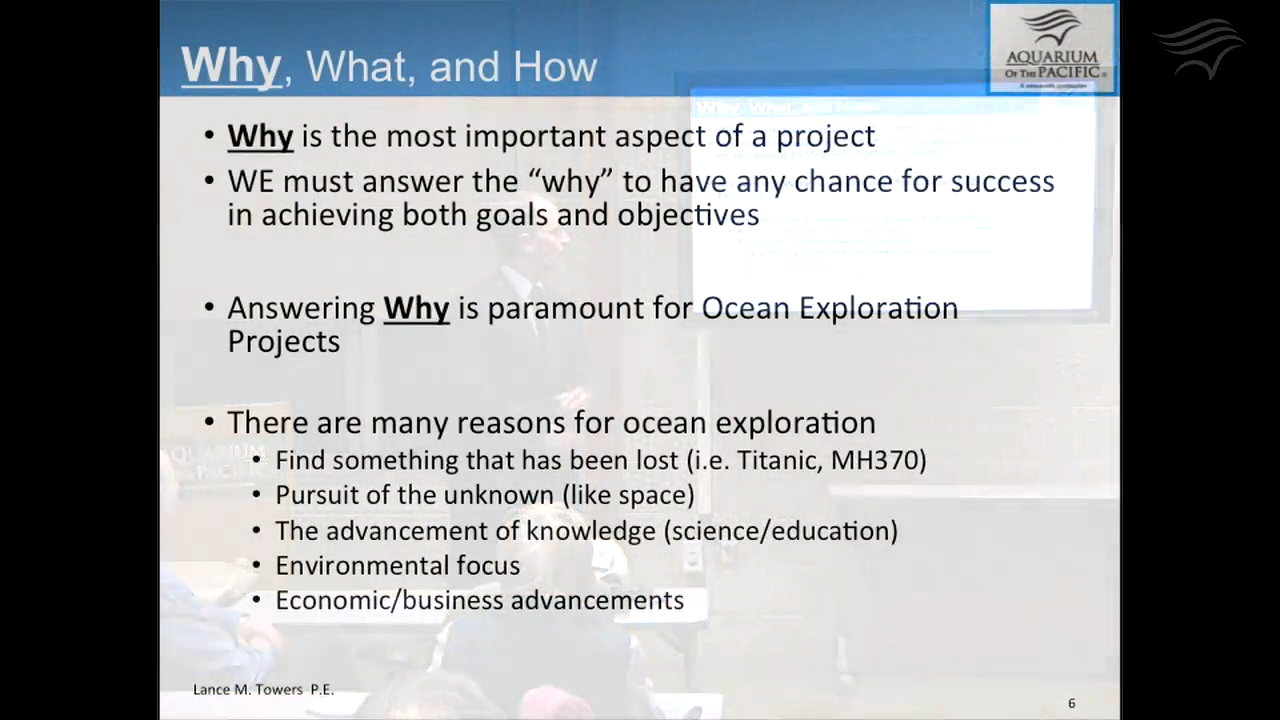 Why, What, and How
AQUARIUM
OF THE PACIFIC
• Why is the most important aspect of a project
• WE must answer the “why” to have any chance for success
in achieving both goals and objectives
• Answering Why is paramount for Ocean Exploration
Projects
• There are many reasons for ocean exploration
• Find something that has been lost (i.e. Titanic, MH370)
• Pursuit of the unknown (like space)
• The advancement of knowledge (science/education)
• Environmental focus
• Economic/business advancements
AQUARIUM
Lance M. Towers P.E.
6